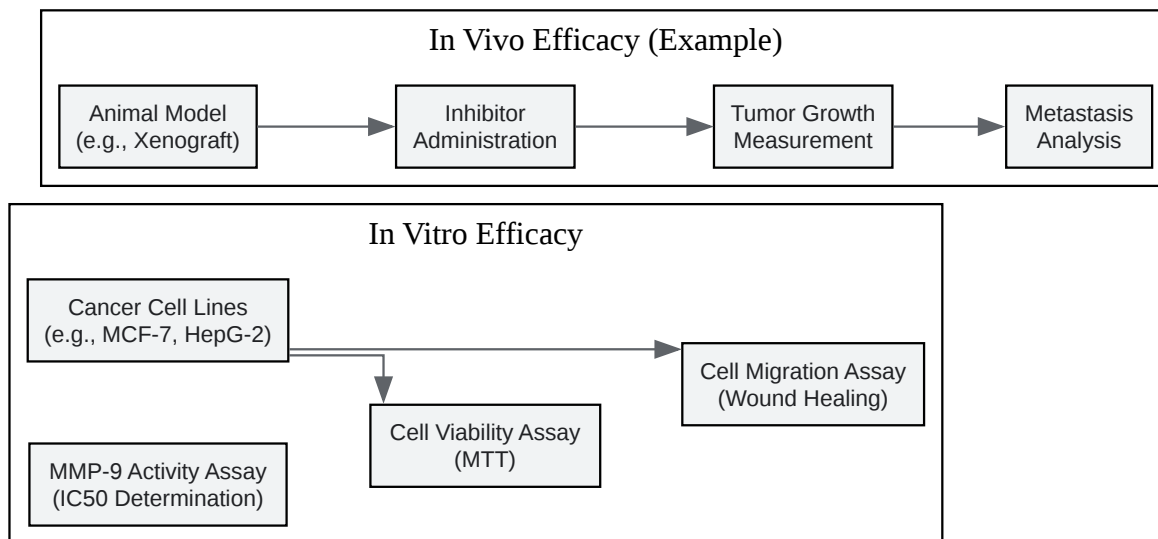 In Vivo Efficacy (Example)
Animal Model
(e.g., Xenograft)
Inhibitor
Administration
Tumor Growth
Measurement
Metastasis
Analysis
In Vitro Efficacy
Cancer Cell Lines
(e.g., MCF-7, HepG-2)
Cell Migration Assay
(Wound Healing)
Cell Viability Assay
(MTT)
MMP-9 Activity Assay
(IC50 Determination)